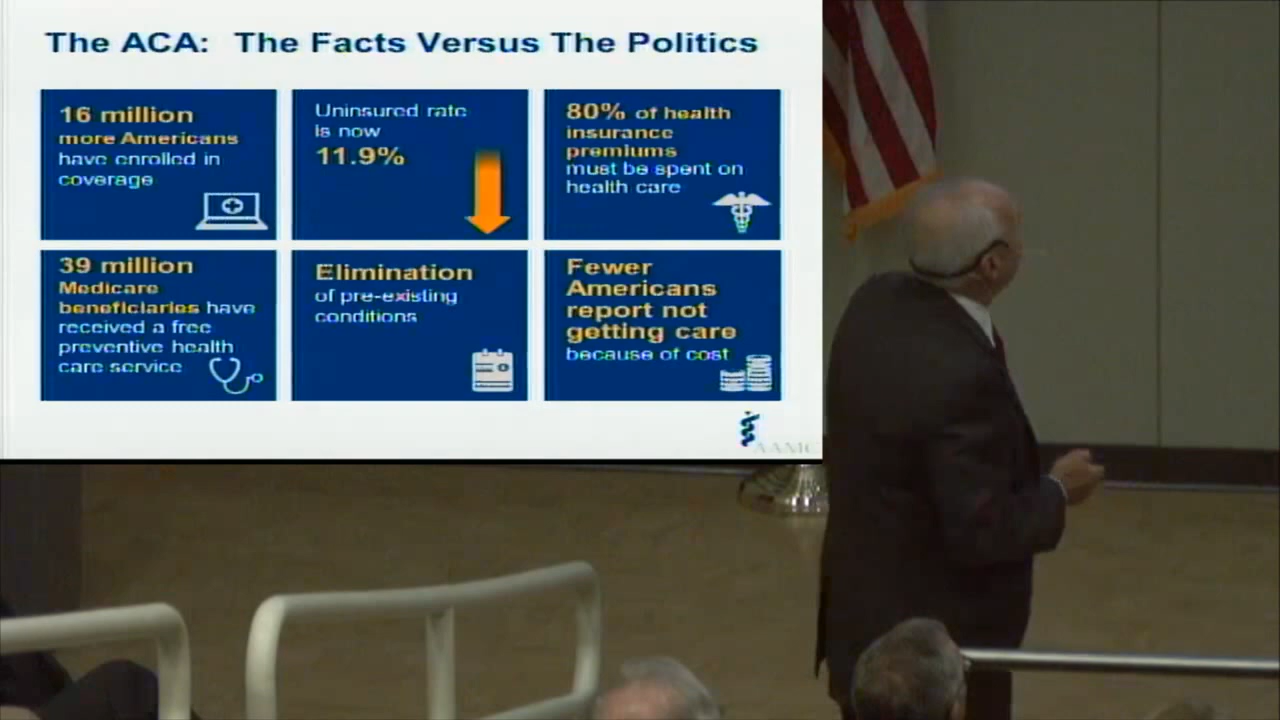 The ACA: The Facts Versus The Politics
16 million
more Americans
have enrolled in
coverage
Uninsured rate
is now
11.9%
80% of health
insurance
premiums
must be spent on
health care
39 million
Medicare
beneficiaries have
received a free
preventive health
care service
Elimination
of pre-existing
conditions
Fewer
Americans
report not
getting care
because of cost
AAMC